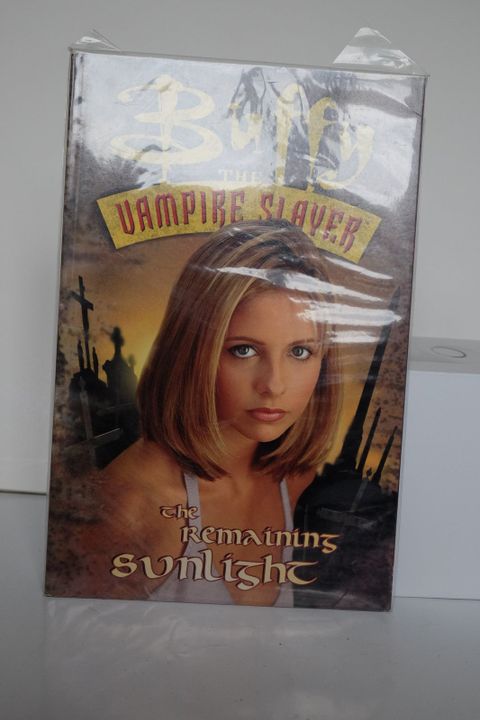 Buffy
THE
VAMPIRE SLAYER
the
Remaining
Sunlight